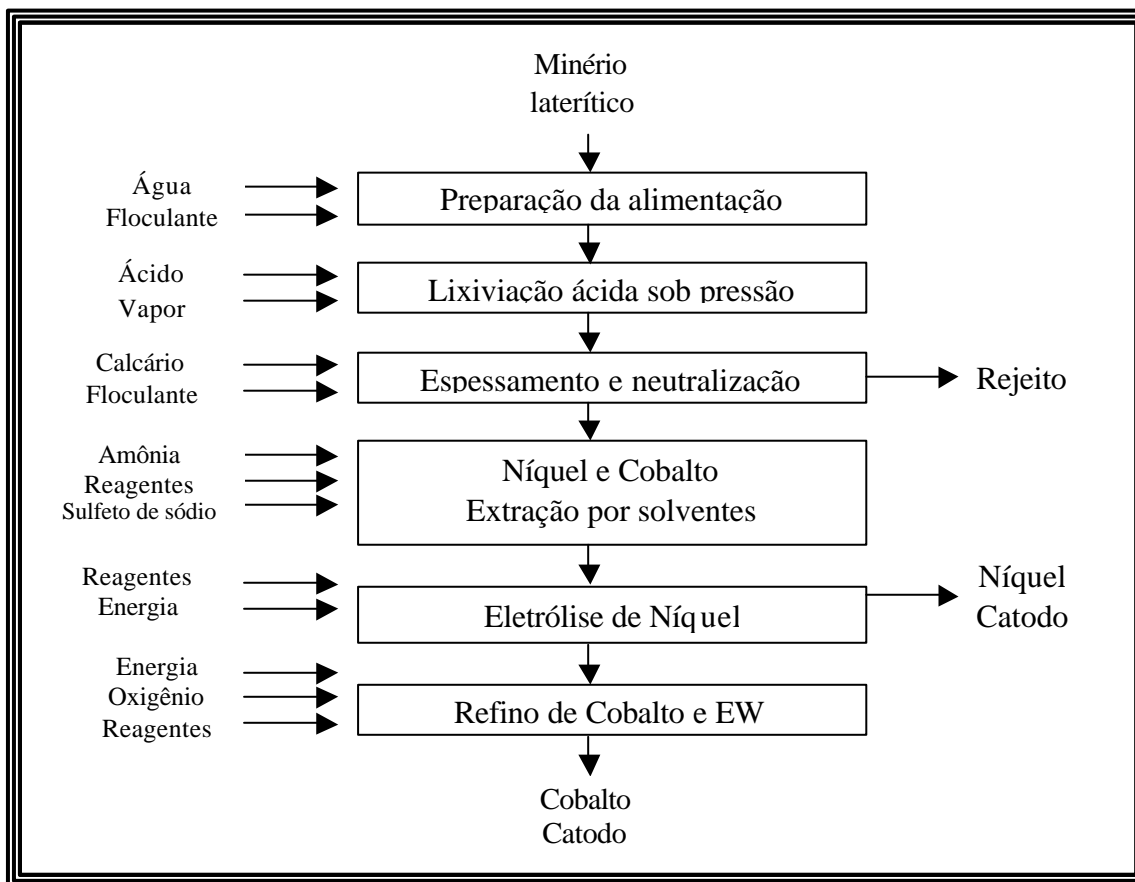 Minério
laterítico
Água
Floculante
Preparação da alimentação
Ácido
Vapor
Lixiviação ácida sob pressão
Calcário
Floculante
Espessamento e neutralização
Rejeito
Amônia
Reagentes
Sulfeto de sódio
Níquel e Cobalto
Extração por solventes
Reagentes
Energia
Eletrólise de Níquel
Níquel
Catodo
Energia
Oxigênio
Reagentes
Refino de Cobalto e EW
Cobalto
Catodo